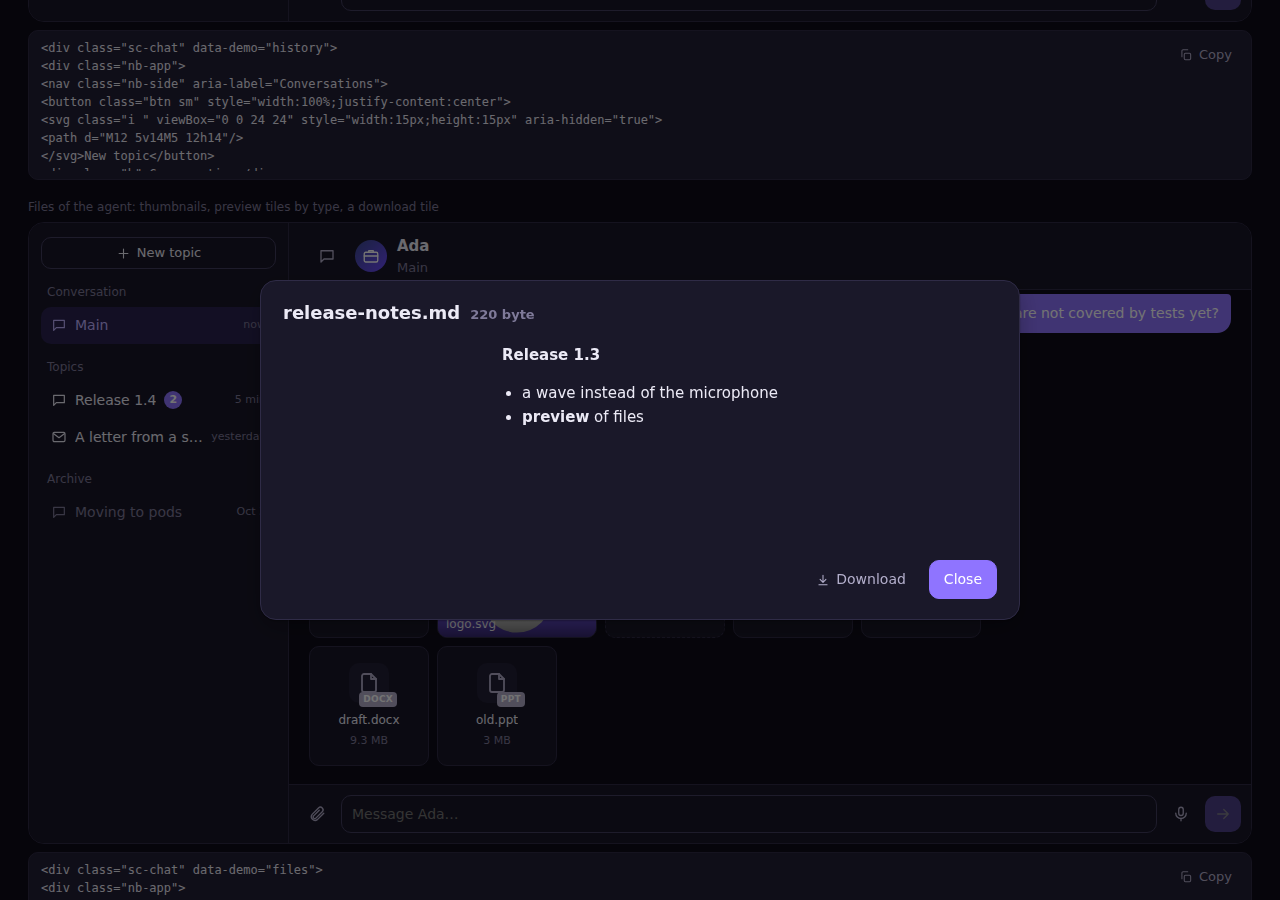 <div class="sc-chat" data-demo="history">
<div class="nb-app">
<nav class="nb-side" aria-label="Conversations">
<button class="btn sm" style="width:100%;justify-content:center">
<svg class="i " viewBox="0 0 24 24" style="width:15px;height:15px" aria-hidden="true">
<path d="M12 5v14M5 12h14"/>
</svg>New topic</button>
Copy
Files of the agent: thumbnails, preview tiles by type, a download tile
New topic
Conversation
Main now
Topics
Release 1.4 2 5 mi
A letter from a s… yesterda
Archive
Moving to pods Oct
Ada
Main
are not covered by tests yet?
release-notes.md 220 byte
Release 1.3
• a wave instead of the microphone
• preview of files
Download
Close
logo.svg
DOCX
draft.docx
9.3 MB
PPT
old.ppt
3 MB
Message Ada…
<div class="sc-chat" data-demo="files">
<div class="nb-app">
Copy